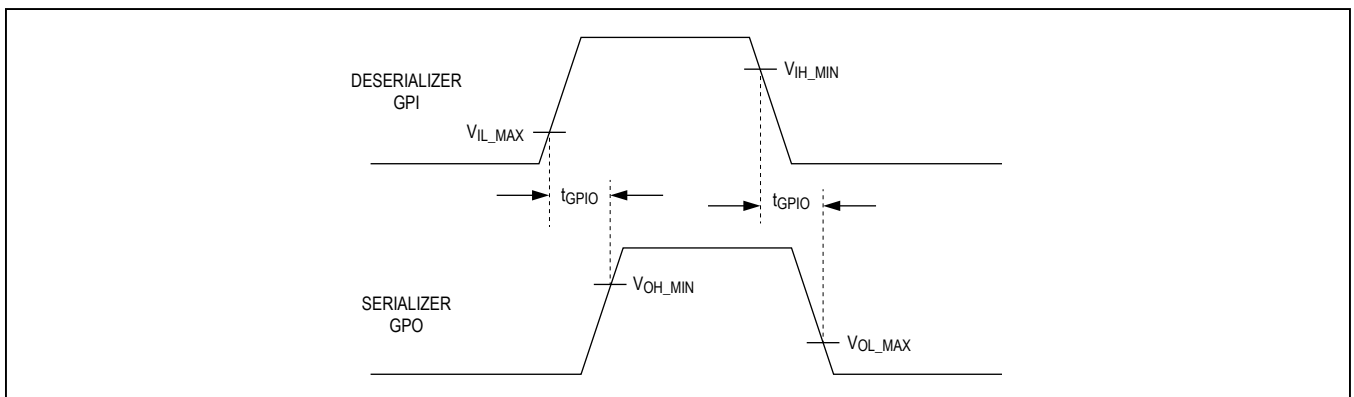 DESERIALIZER
GPI
VIH_MIN
VIL_MAX
tGPIO
tGPIO
SERIALIZER
GPO
VOH_MIN
VOL_MAX